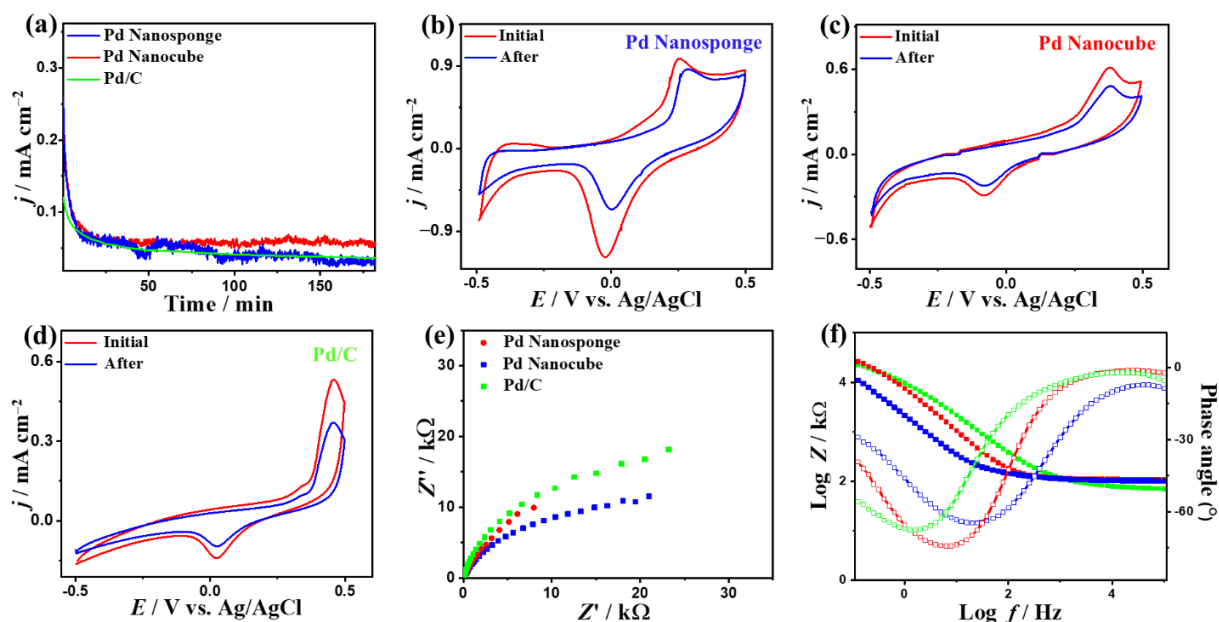 (a)
Pd Nanosponge
Pd Nanocube
Pd/C
0.3
0.2
0.1
50
100
150
Time / min
j / mA cm⁻²
(b)
Initial
After
Pd Nanosponge
0.9
0.0
−0.9
-0.5
0.0
0.5
E / V vs. Ag/AgCl
j / mA cm⁻²
(c)
Initial
After
Pd Nanocube
0.6
0.0
−0.6
-0.5
0.0
0.5
E / V vs. Ag/AgCl
j / mA cm⁻²
(d)
Initial
After
Pd/C
0.6
0.3
0.0
-0.5
0.0
0.5
E / V vs. Ag/AgCl
j / mA cm⁻²
(e)
Pd Nanosponge
Pd Nanocube
Pd/C
35
30
25
20
15
10
5
0
0
10
20
30
Z' / kΩ
Z' / kΩ
(f)
4
2
0
0
-30
-60
0
2
4
Log f / Hz
Log Z / kΩ
Phase angle (°)